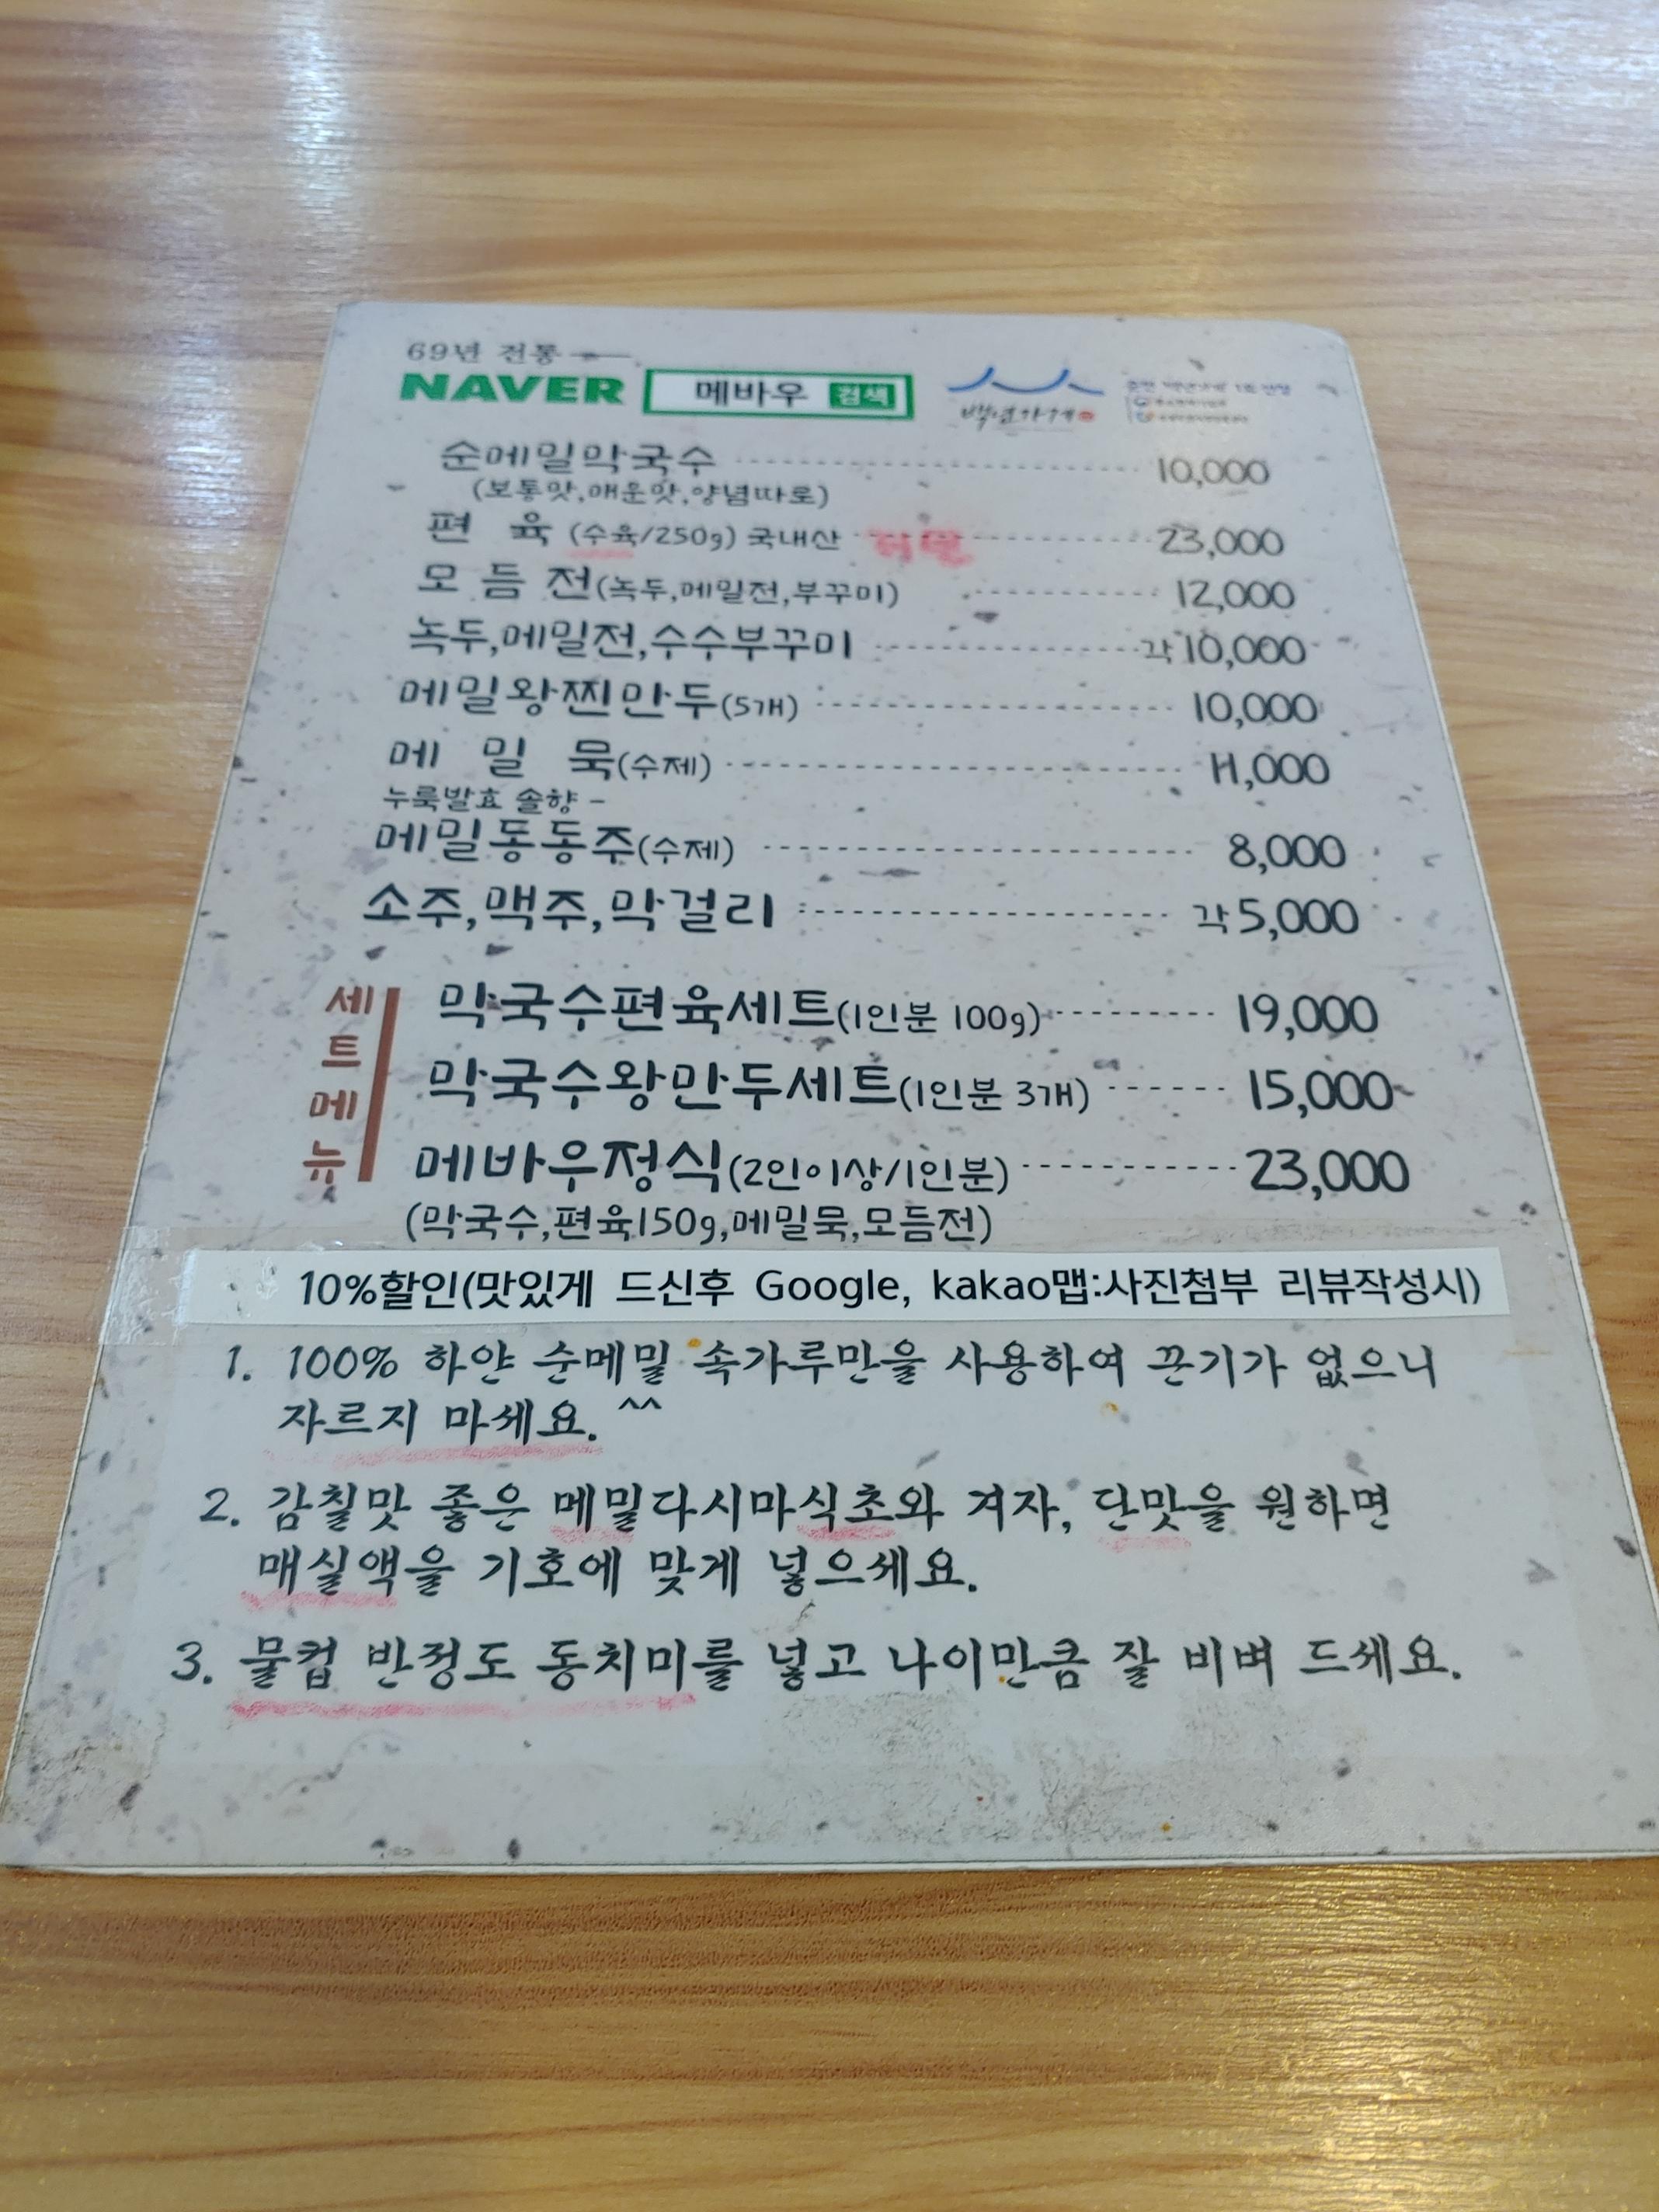 69년 전통
NAVER 메바우 검색 백년가게
순메밀막국수 10,000
(보통맛,매운맛,양념따로)
편 육 (수육/250g) 국내산 23,000
모 듬 전(녹두,메밀전,부꾸미) 12,000
녹두,메밀전,수수부꾸미 각10,000
메밀왕찐만두(5개) 10,000
메 밀 묵(수제) 11,000
누룩발효 솔향 -
메밀동동주(수제) 8,000
소주,맥주,막걸리 각5,000
세트메뉴
막국수편육세트(1인분 100g) 19,000
막국수왕만두세트(1인분 3개) 15,000
메바우정식(2인이상/1인분) 23,000
(막국수,편육150g,메밀묵,모듬전)
10%할인(맛있게 드신후 Google, kakao맵:사진첨부 리뷰작성시)
1. 100% 하얀 순메밀 속가루만을 사용하여 끈기가 없으니
자르지 마세요. ^^
2. 감칠맛 좋은 메밀다시마식초와 겨자, 단맛을 원하면
매실액을 기호에 맞게 넣으세요.
3. 물컵 반정도 동치미를 넣고 나이만큼 잘 비벼 드세요.